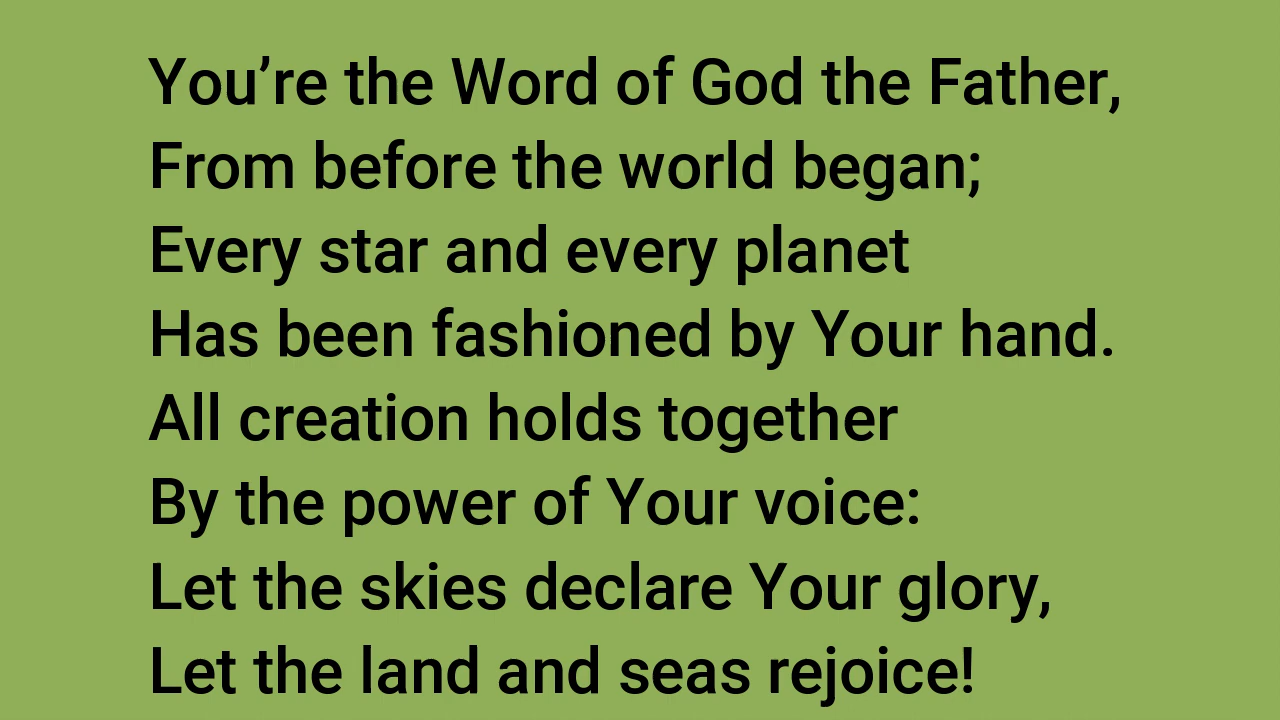 You’re the Word of God the Father,
From before the world began;
Every star and every planet
Has been fashioned by Your hand.
All creation holds together
By the power of Your voice:
Let the skies declare Your glory,
Let the land and seas rejoice!